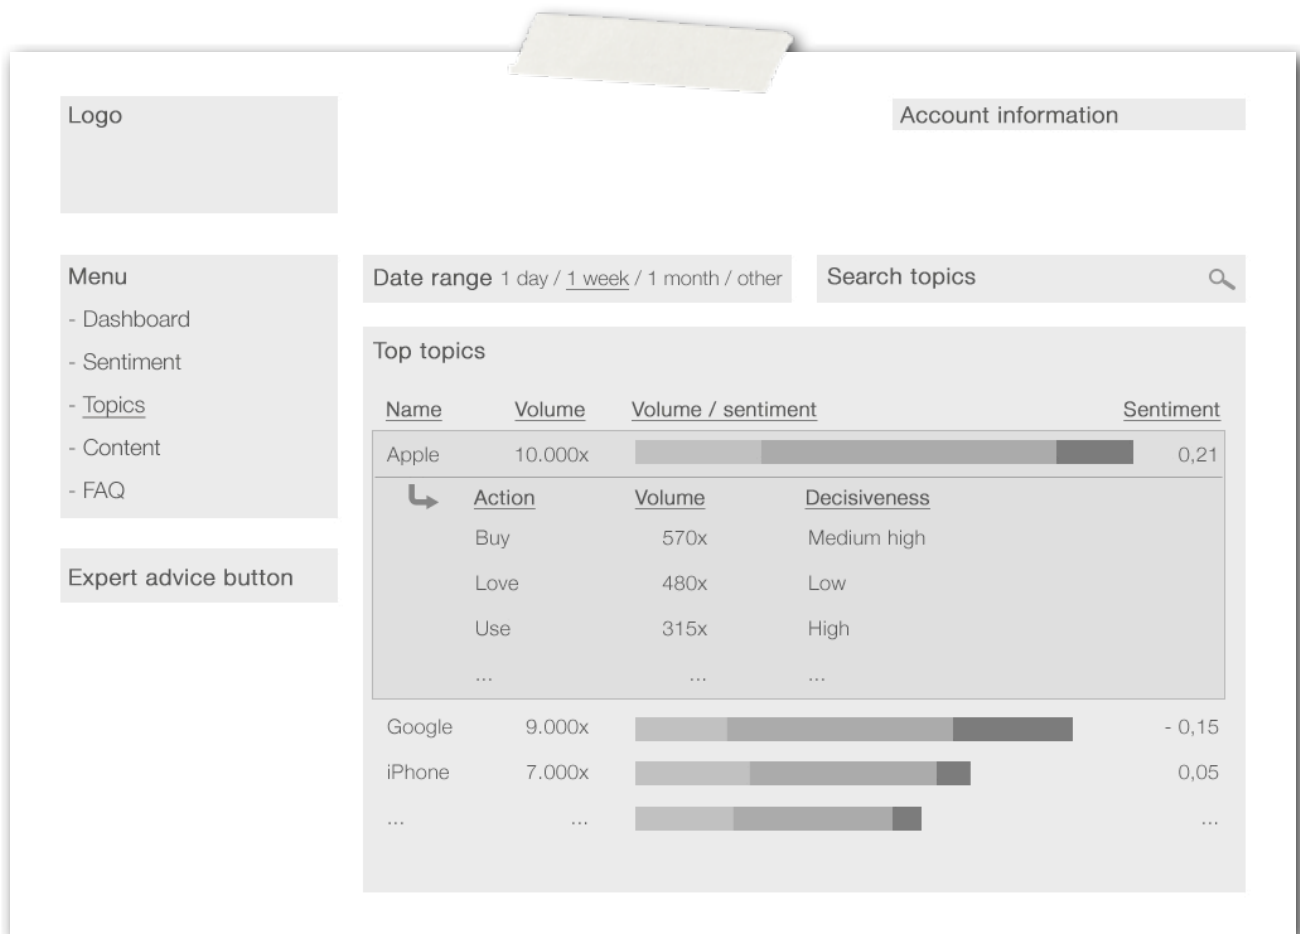 Logo
Account information
Menu
- Dashboard
- Sentiment
- Topics
- Content
- FAQ
Expert advice button
Date range 1 day / 1 week / 1 month / other
Search topics
Top topics
Name Volume Volume / sentiment Sentiment
Apple 10.000x 0,21
Action Volume Decisiveness
Buy 570x Medium high
Love 480x Low
Use 315x High
... ... ...
Google 9.000x - 0,15
iPhone 7.000x 0,05
... ... ...